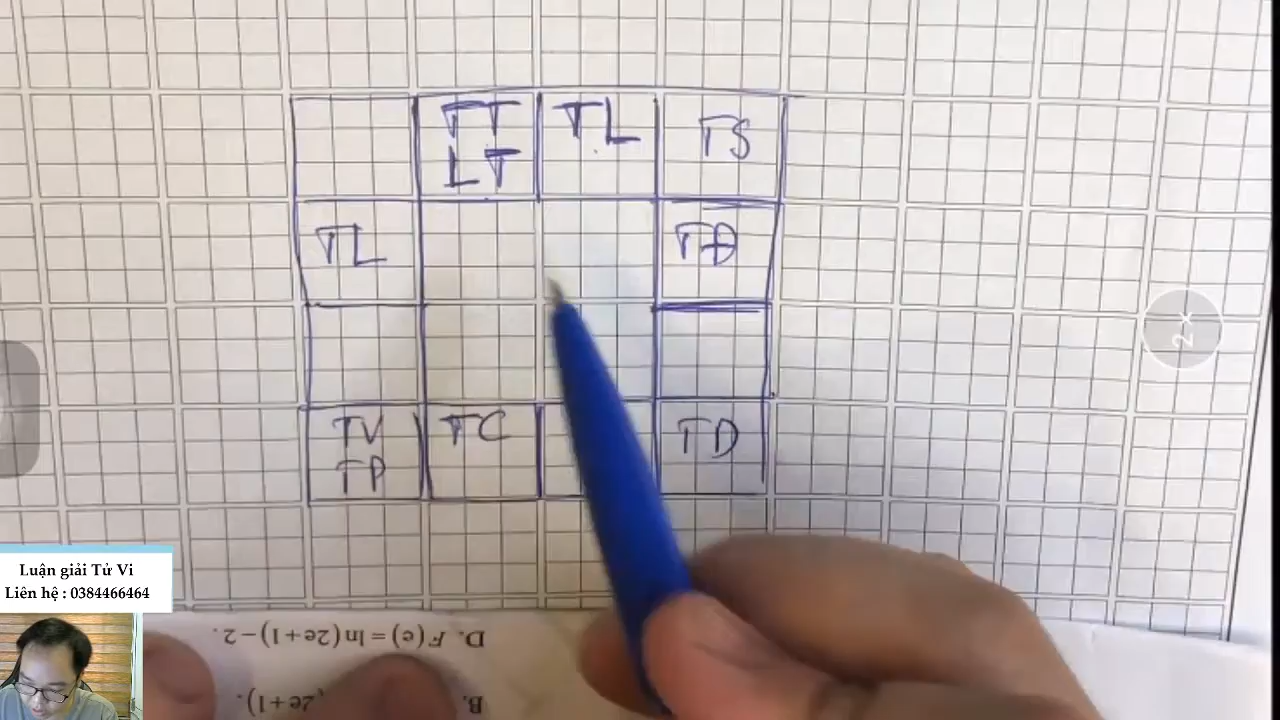 TT
LT
TL
TS
TL
TĐ
TV
TP
TC
TD
2×
Luận giải Tử Vi
Liên hệ : 0384466464
D. F(e) = ln(2e+1)−2.
B. (2e+1).